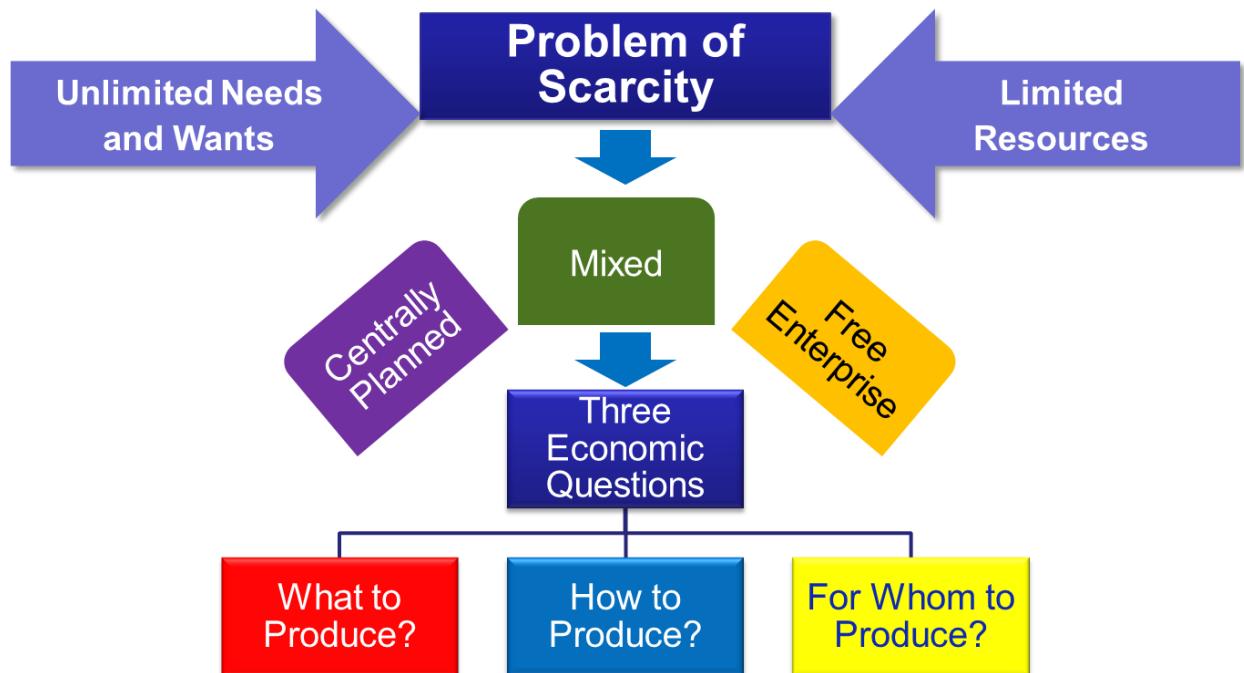 Problem of
Scarcity
Unlimited Needs
and Wants
Limited
Resources
Mixed
Centrally
Planned
Free
Enterprise
Three
Economic
Questions
What to
Produce?
How to
Produce?
For Whom to
Produce?